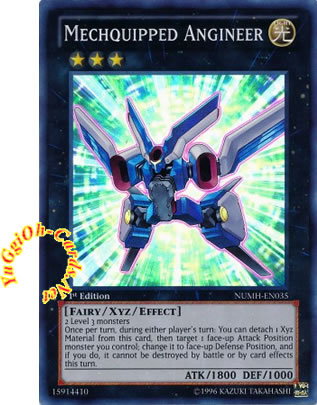 MECHQUIPPED ANGINEER
LIGHT
光
YuGgiOh-Cards.Net
1st Edition
NUMH-EN035
[FAIRY/XYZ/EFFECT]
2 Level 3 monsters
Once per turn, during either player's turn: You can detach 1 Xyz
Material from this card, then target 1 face-up Attack Position
monster you control; change it to face-up Defense Position, and
if you do, it cannot be destroyed by battle or by card effects
this turn.
ATK/1800 DEF/1000
15914410
©1996 KAZUKI TAKAHASHI